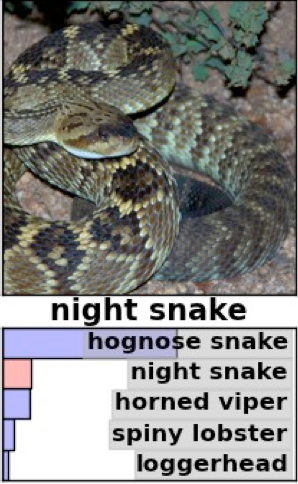 night snake
hognose snake
night snake
horned viper
spiny lobster
loggerhead